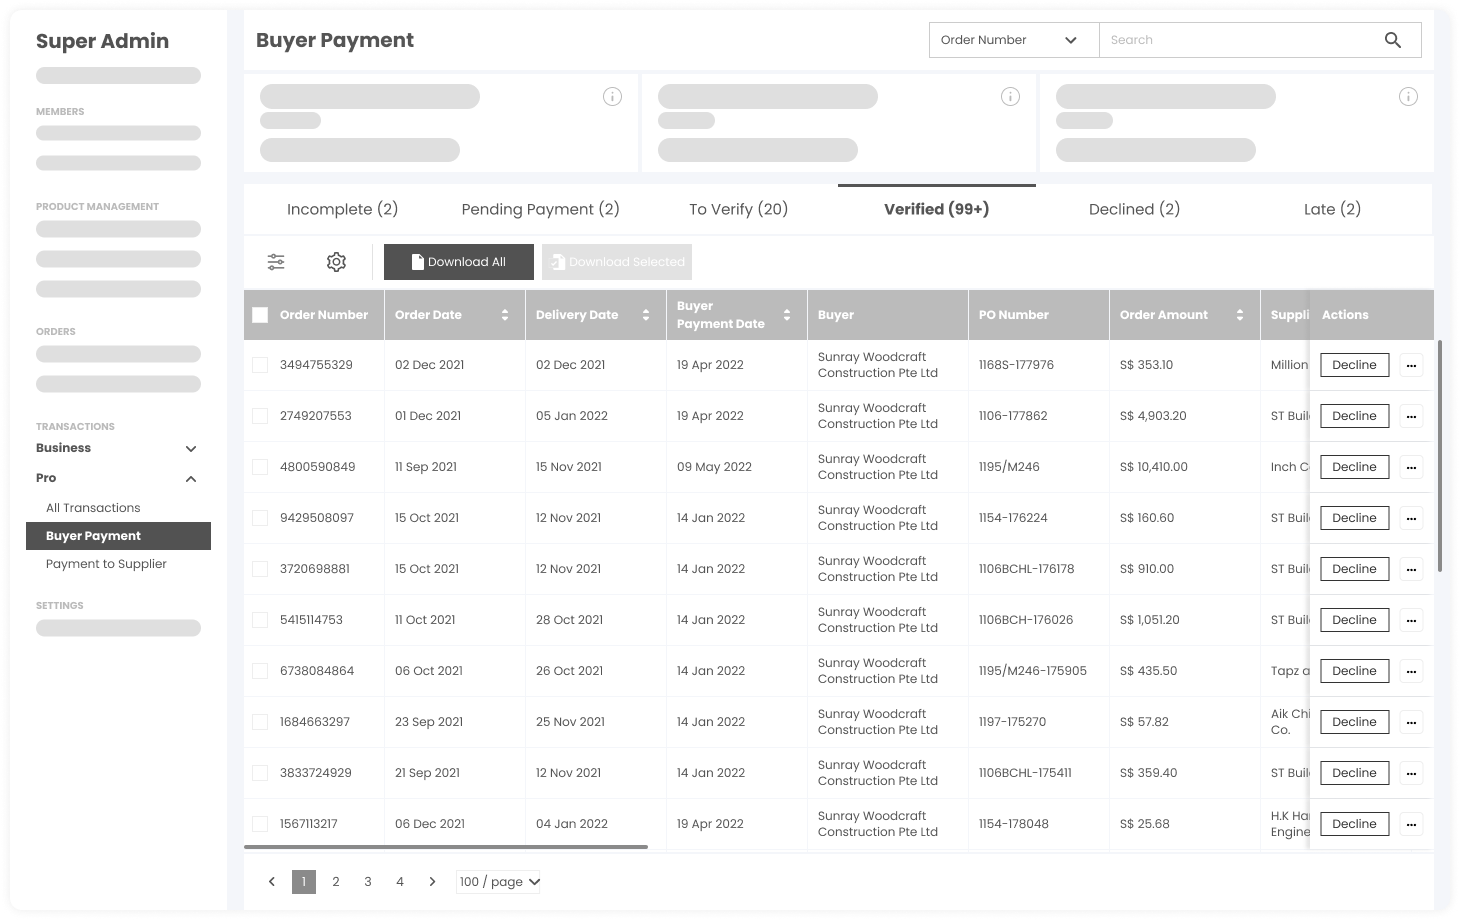 Super Admin
MEMBERS
PRODUCT MANAGEMENT
ORDERS
TRANSACTIONS
Business
Pro
All Transactions
Buyer Payment
Payment to Supplier
SETTINGS
Buyer Payment
Order Number
Search
Incomplete (2) Pending Payment (2) To Verify (20) Verified (99+) Declined (2) Late (2)
Download All Download Selected
Order Number Order Date Delivery Date Buyer Payment Date Buyer PO Number Order Amount Suppli Actions
3494755329 02 Dec 2021 02 Dec 2021 19 Apr 2022 Sunray Woodcraft Construction Pte Ltd 1168S-177976 S$ 353.10 Million Decline ...
2749207553 01 Dec 2021 05 Jan 2022 19 Apr 2022 Sunray Woodcraft Construction Pte Ltd 1106-177862 S$ 4,903.20 ST Buil Decline ...
4800590849 11 Sep 2021 15 Nov 2021 09 May 2022 Sunray Woodcraft Construction Pte Ltd 1195/M246 S$ 10,410.00 Inch C Decline ...
9429508097 15 Oct 2021 12 Nov 2021 14 Jan 2022 Sunray Woodcraft Construction Pte Ltd 1154-176224 S$ 160.60 ST Buil Decline ...
3720698881 15 Oct 2021 12 Nov 2021 14 Jan 2022 Sunray Woodcraft Construction Pte Ltd 1106BCHL-176178 S$ 910.00 ST Buil Decline ...
5415114753 11 Oct 2021 28 Oct 2021 14 Jan 2022 Sunray Woodcraft Construction Pte Ltd 1106BCH-176026 S$ 1,051.20 ST Buil Decline ...
6738084864 06 Oct 2021 26 Oct 2021 14 Jan 2022 Sunray Woodcraft Construction Pte Ltd 1195/M246-175905 S$ 435.50 Tapz a Decline ...
1684663297 23 Sep 2021 25 Nov 2021 14 Jan 2022 Sunray Woodcraft Construction Pte Ltd 1197-175270 S$ 57.82 Aik Chi Co. Decline ...
3833724929 21 Sep 2021 12 Nov 2021 14 Jan 2022 Sunray Woodcraft Construction Pte Ltd 1106BCHL-175411 S$ 359.40 ST Buil Decline ...
1567113217 06 Dec 2021 04 Jan 2022 19 Apr 2022 Sunray Woodcraft Construction Pte Ltd 1154-178048 S$ 25.68 H.K Ha Engine Decline ...
1 2 3 4 100 / page